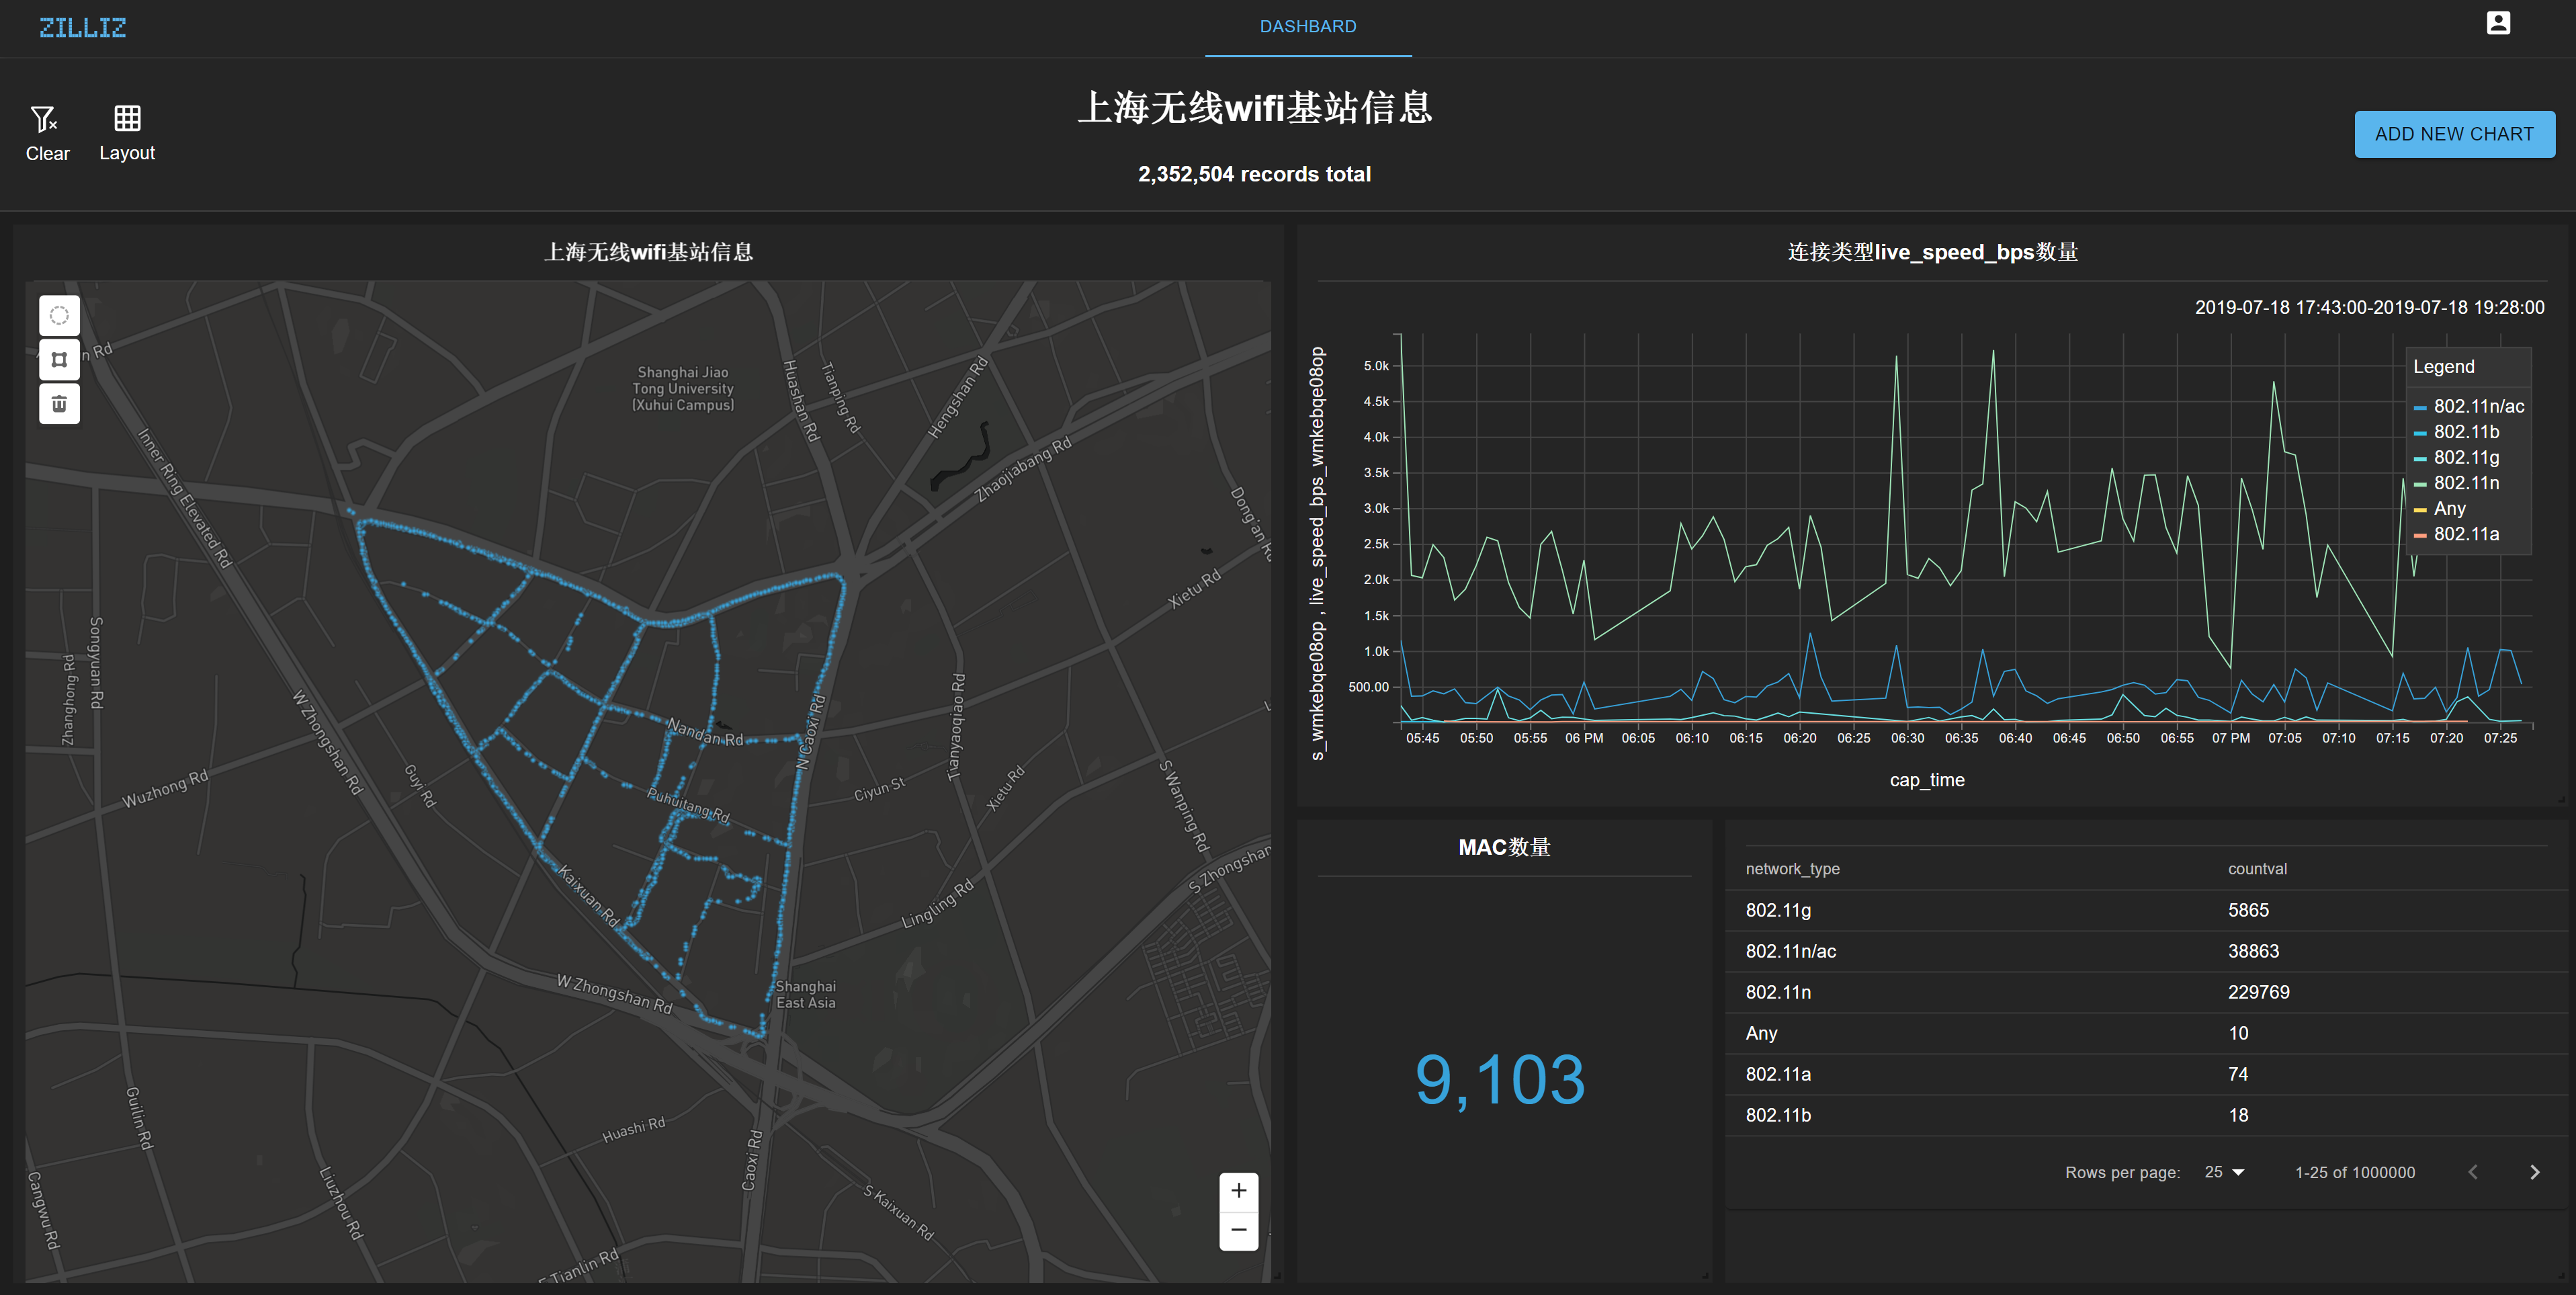 ZILLIZ
DASHBARD
Clear
Layout
上海无线wifi基站信息
2,352,504 records total
ADD NEW CHART
上海无线wifi基站信息
n Rd
Inner Ring Elevated Rd
Shanghai Jiao
Tong University
(Xuhui Campus)
Huashan Rd
Tianping Rd
Hengshan Rd
Zhaojiabang Rd
Dong'an Rd
Xietu Rd
Songyuan Rd
Zhanghong Rd
W Zhongshan Rd
Wuzhong Rd
Guyi Rd
Nandan Rd
N Caoxi Rd
Tianyaoqiao Rd
Puhuitang Rd
Ciyun St
Xietu Rd
S Wanping Rd
S Zhongshan
Kaixuan Rd
Lingling Rd
W Zhongshan Rd
Shanghai
East Asia
Guilin Rd
Huashi Rd
Caoxi Rd
Liuzhou Rd
Cangwu Rd
S Kaixuan Rd
Tianlin Rd
+
−
连接类型live_speed_bps数量
2019-07-18 17:43:00-2019-07-18 19:28:00
s_wmkebqe08op , live_speed_bps_wmkebqe08op
5.0k
4.5k
4.0k
3.5k
3.0k
2.5k
2.0k
1.5k
1.0k
500.00
Legend
802.11n/ac
802.11b
802.11g
802.11n
Any
802.11a
05:45 05:50 05:55 06 PM 06:05 06:10 06:15 06:20 06:25 06:30 06:35 06:40 06:45 06:50 06:55 07 PM 07:05 07:10 07:15 07:20 07:25
cap_time
MAC数量
9,103
network_type countval
802.11g 5865
802.11n/ac 38863
802.11n 229769
Any 10
802.11a 74
802.11b 18
Rows per page: 25 1-25 of 1000000